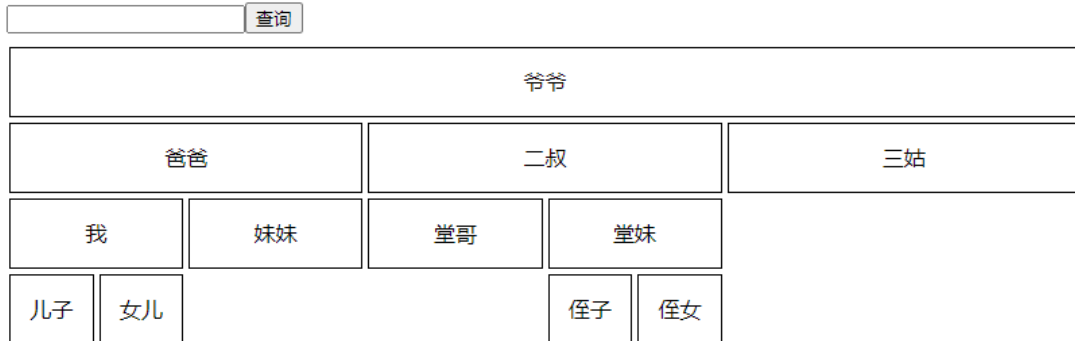 查询
爷爷
爸爸 二叔 三姑
我 妹妹 堂哥 堂妹
儿子 女儿 侄子 侄女